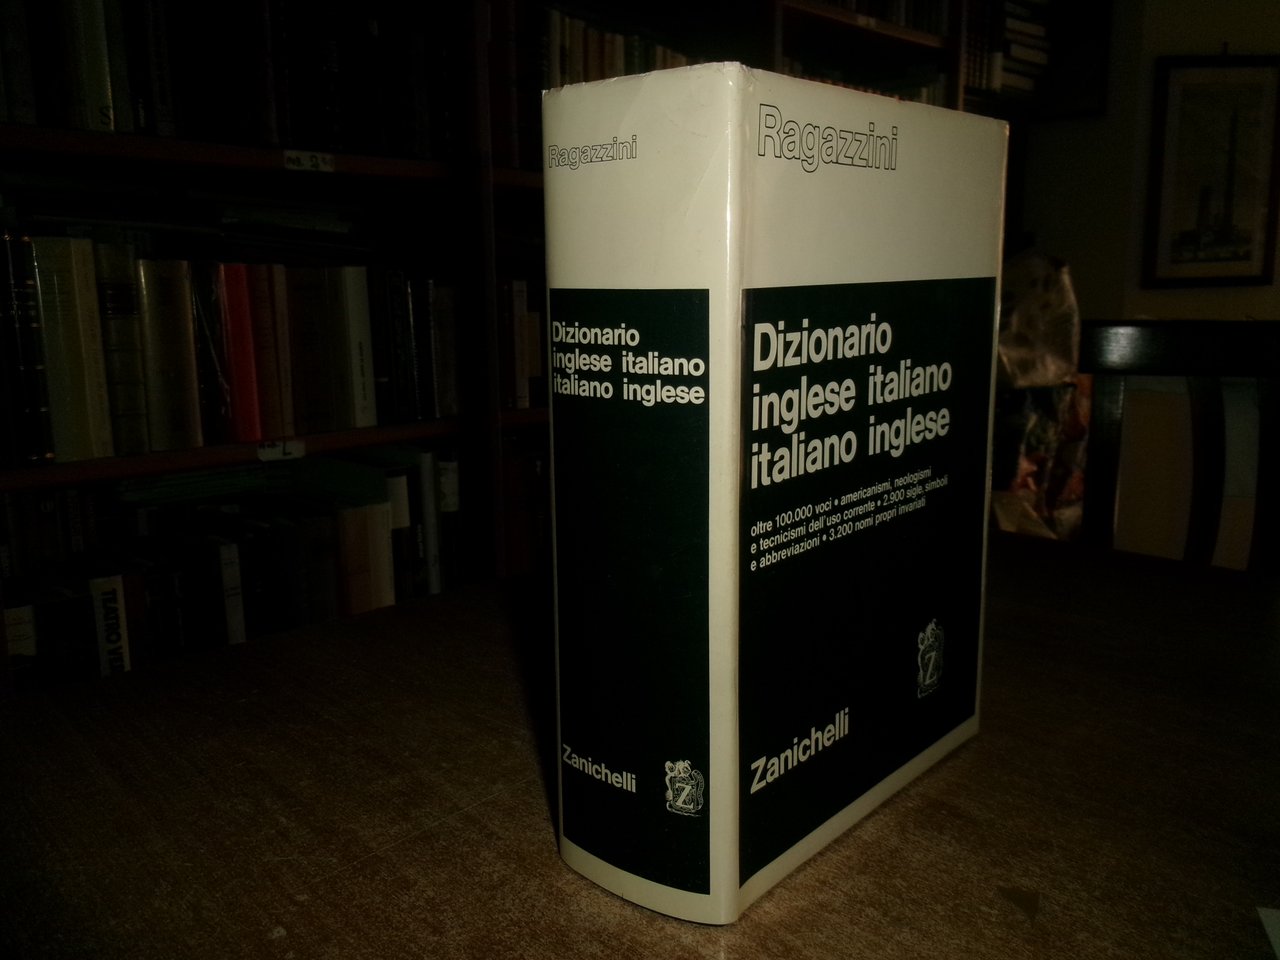 Ragazzini
Dizionario
inglese italiano
italiano inglese
Zanichelli
Z
Ragazzini
Dizionario
inglese italiano
italiano inglese
oltre 100.000 voci • americanismi, neologismi
e tecnicismi dell'uso corrente • 2.900 sigle, simboli
e abbreviazioni • 3.200 nomi propri invariati
Z
Zanichelli
TEATRO